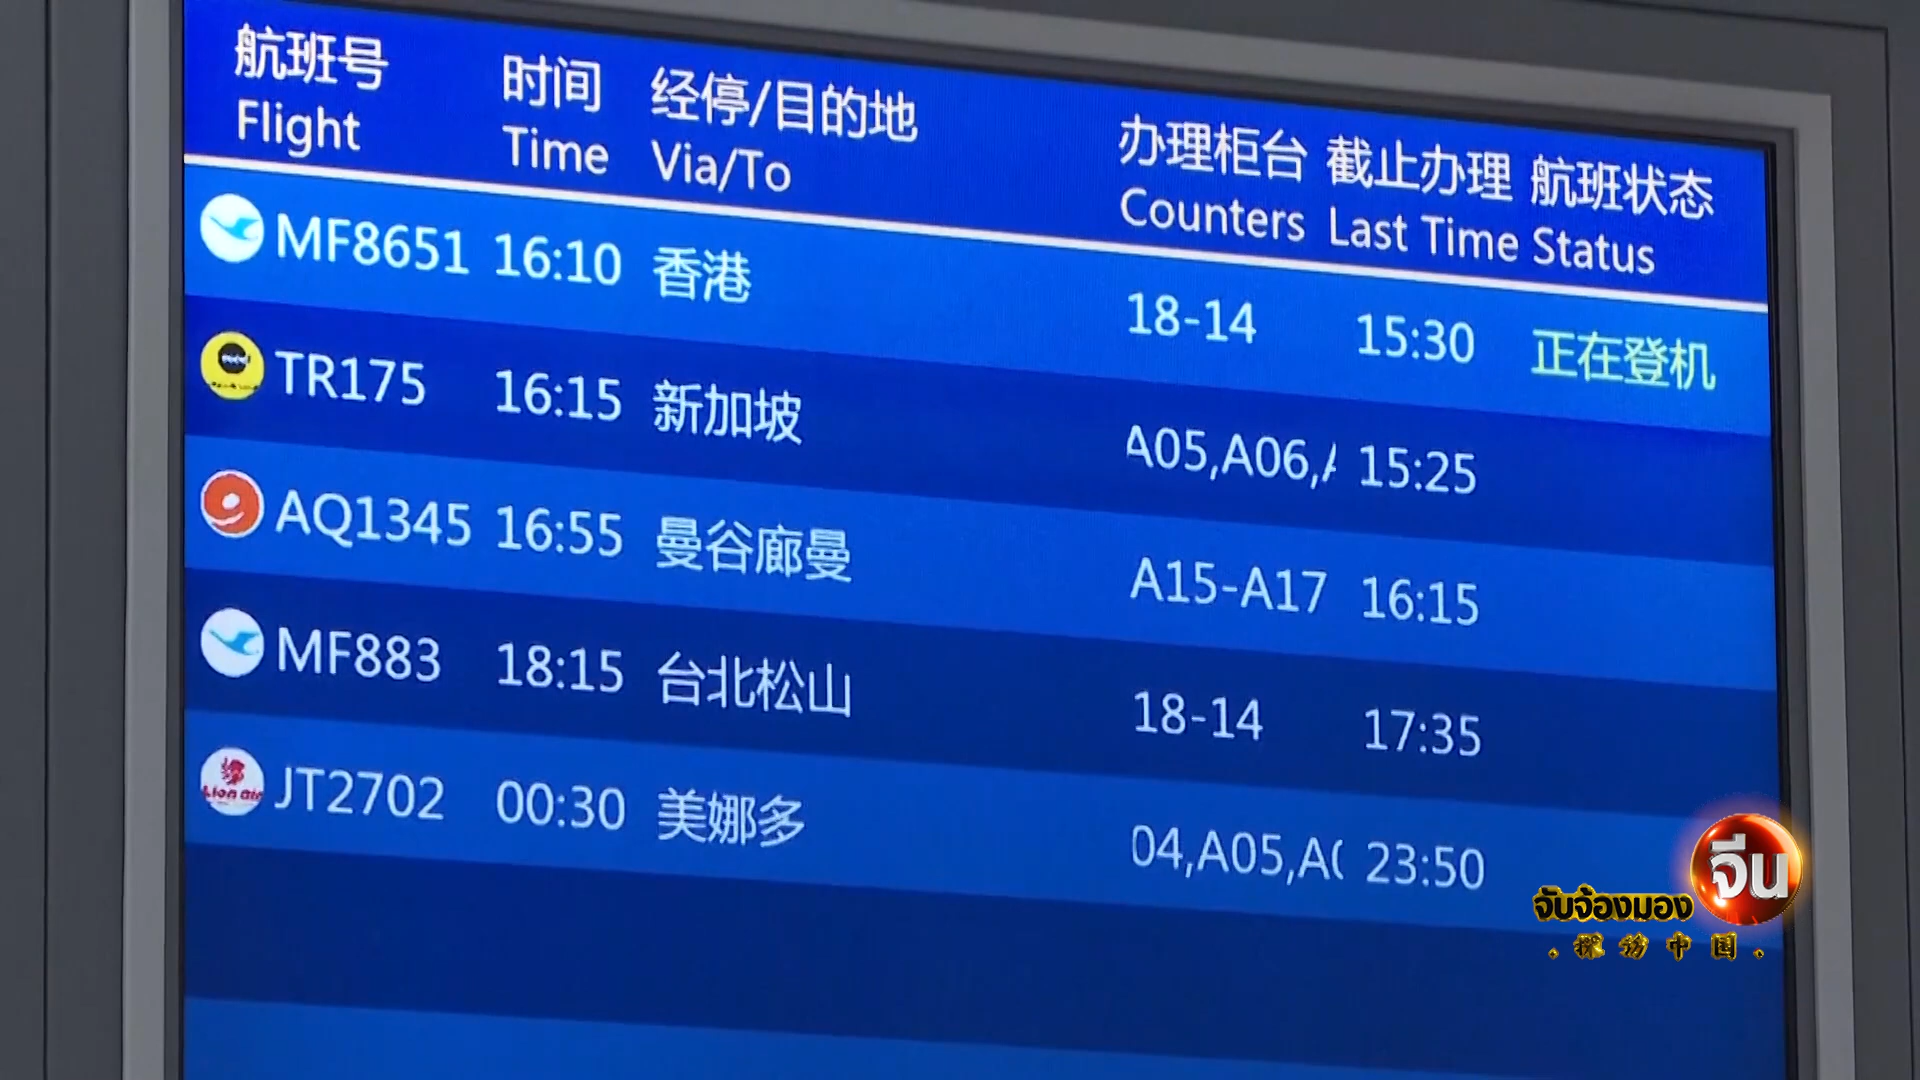 航班号 时间 经停/目的地 办理柜台 截止办理 航班状态
Flight Time Via/To Counters Last Time Status
MF8651 16:10 香港 18-14 15:30 正在登机
TR175 16:15 新加坡 A05,A06, 15:25
AQ1345 16:55 曼谷廊曼 A15-A17 16:15
MF883 18:15 台北松山 18-14 17:35
Lion air JT2702 00:30 美娜多 04,A05, 23:50
จีน
จับจ้องมอง
探访中国